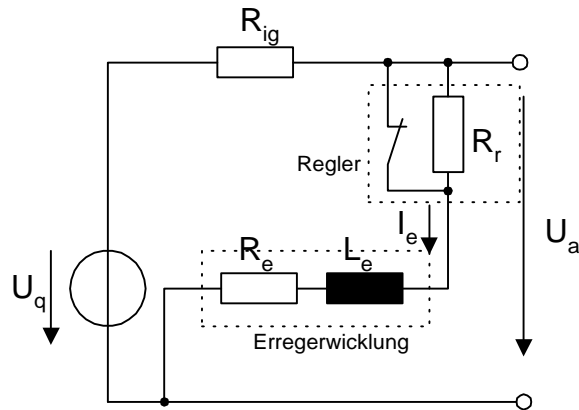 R_ig
R_r
Regler
I_e
U_a
R_e
L_e
U_q
Erregerwicklung